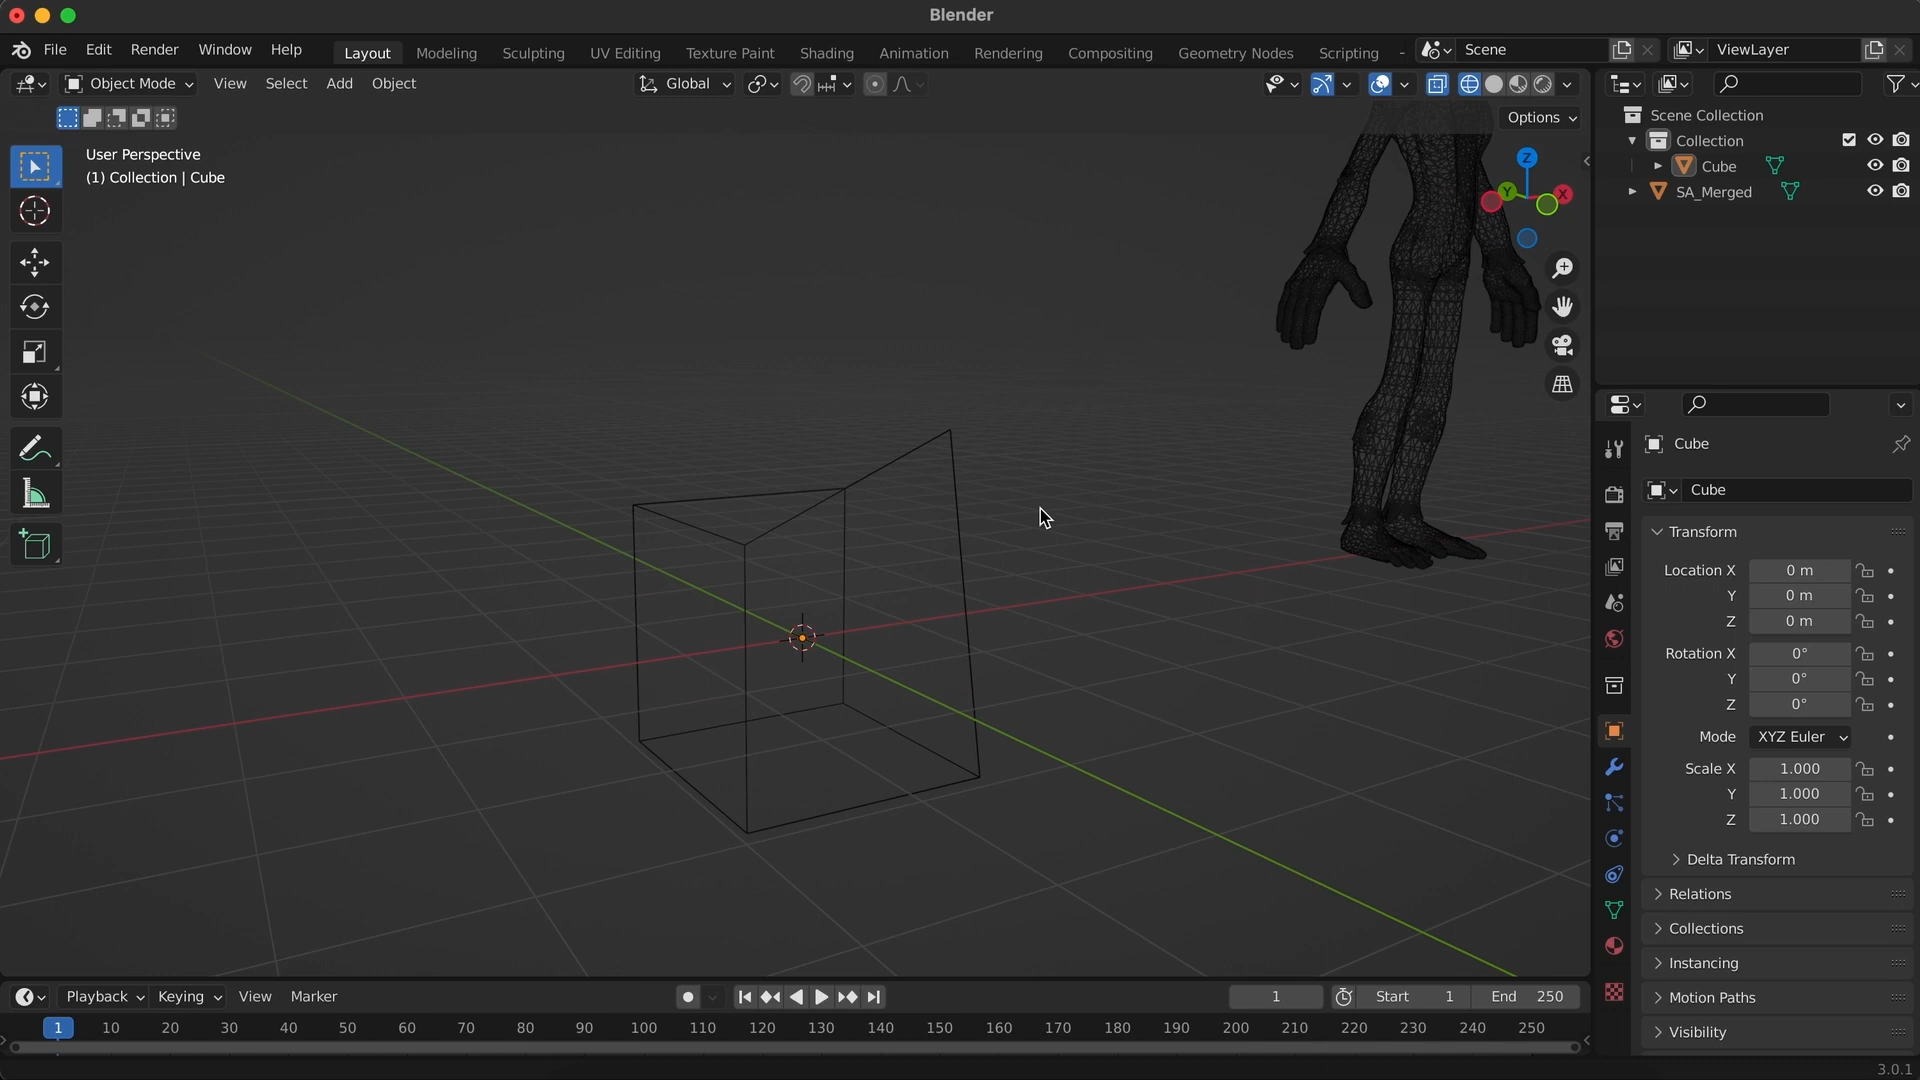 Blender
File Edit Render Window Help Layout Modeling Sculpting UV Editing Texture Paint Shading Animation Rendering Compositing Geometry Nodes Scripting Scene ViewLayer
Object Mode View Select Add Object Global
Options
User Perspective
(1) Collection | Cube
Z
Y
X
Scene Collection
Collection
Cube
SA_Merged
Cube
Cube
Transform
Location X 0 m
Y 0 m
Z 0 m
Rotation X 0°
Y 0°
Z 0°
Mode XYZ Euler
Scale X 1.000
Y 1.000
Z 1.000
Delta Transform
Relations
Collections
Instancing
Motion Paths
Visibility
Playback Keying View Marker 1 Start 1 End 250
1 10 20 30 40 50 60 70 80 90 100 110 120 130 140 150 160 170 180 190 200 210 220 230 240 250
3.0.1